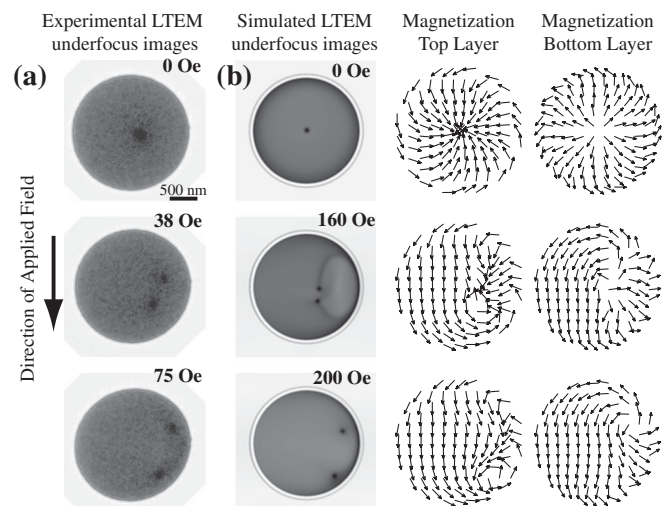 Experimental LTEM
underfocus images
Simulated LTEM
underfocus images
Magnetization
Top Layer
Magnetization
Bottom Layer
(a)
0 Oe
(b)
0 Oe
500 nm
Direction of Applied Field
38 Oe
160 Oe
75 Oe
200 Oe